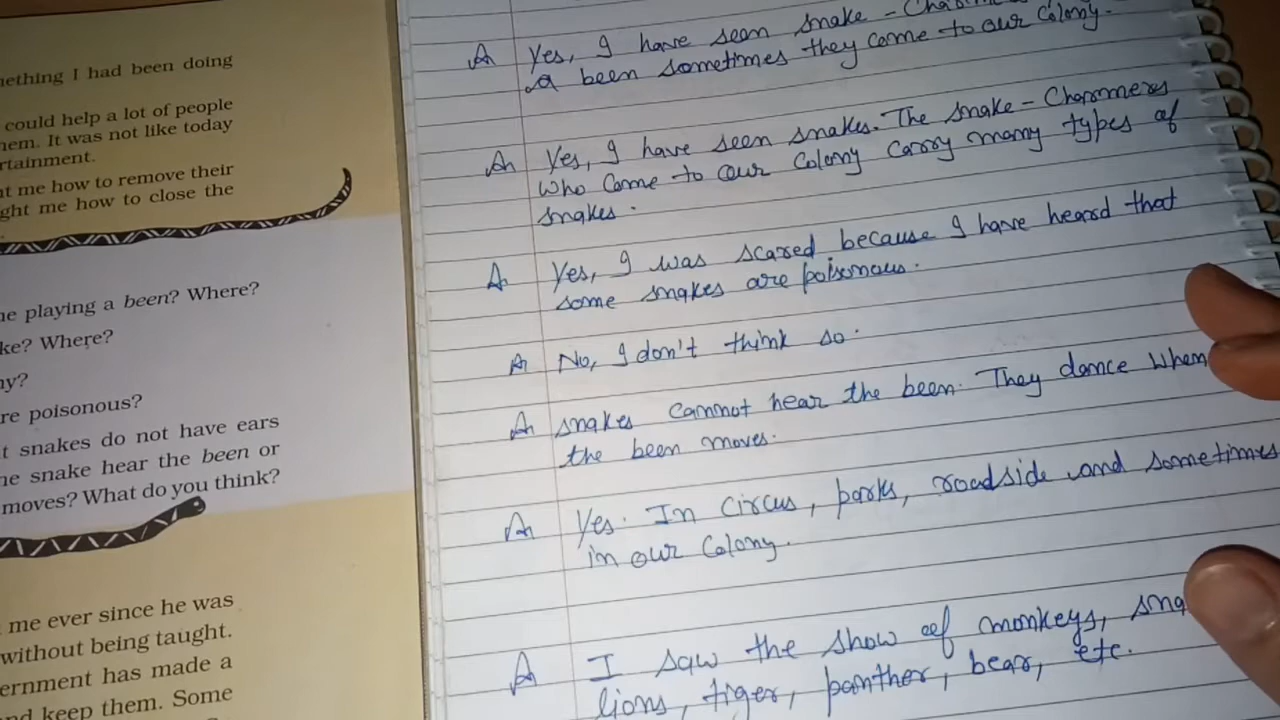 nething I had been doing
could help a lot of people
nem. It was not like today
rtainment.
nt me how to remove their
ght me how to close the
ne playing a been? Where?
ke? Where?
ny?
re poisonous?
t snakes do not have ears
ne snake hear the been or
moves? What do you think?
me ever since he was
without being taught.
ernment has made a
nd keep them. Some
A Yes, I have seen snake -
a been sometimes they come to our Colony.
An Yes, I have seen snakes. The snake - Charmers
who come to our Colony carry many types of
snakes.
A Yes, I was scared because I have heard that
some snakes are poisonous.
A No, I don't think so.
A snakes cannot hear the been. They dance when
the been moves.
A Yes. In circus, parks, roadside and sometimes
in our Colony.
A I saw the show of monkeys, sna
lions, tiger, panther, bear, etc.